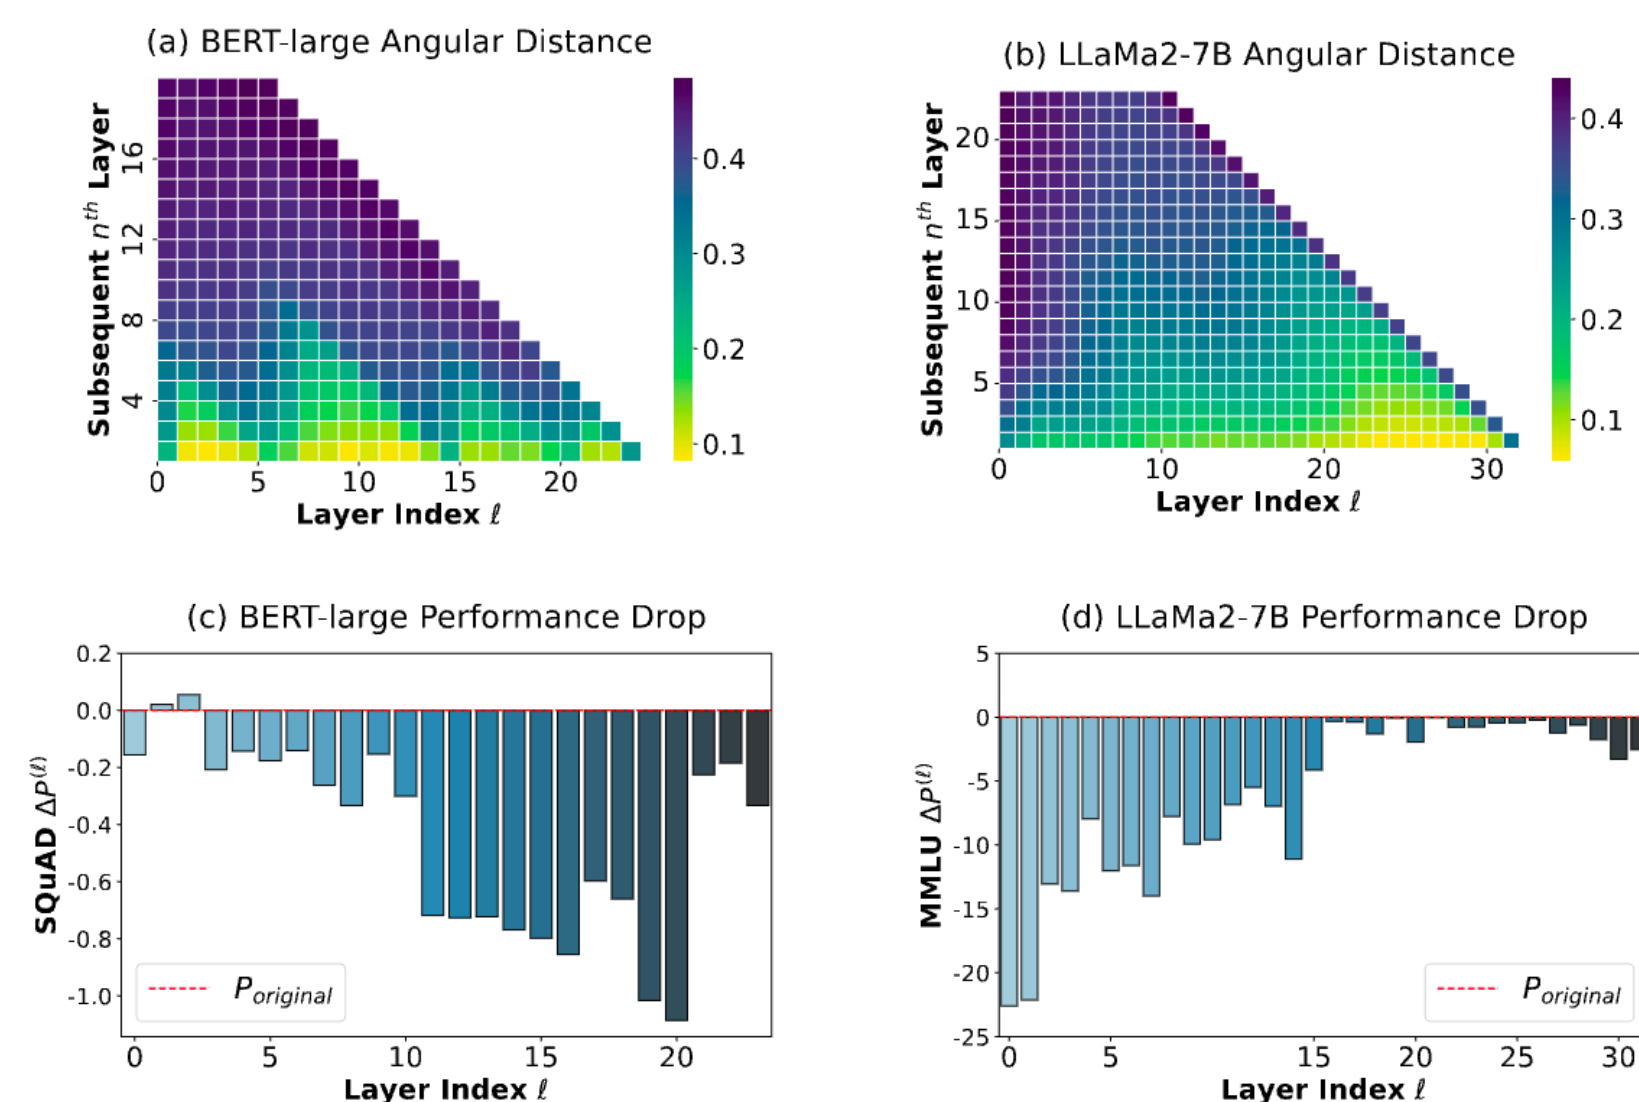 (a) BERT-large Angular Distance
Subsequent nth Layer
16
12
8
4
0 5 10 15 20
Layer Index ℓ
0.4
0.3
0.2
0.1
(b) LLaMa2-7B Angular Distance
Subsequent nth Layer
20
15
10
5
0 10 20 30
Layer Index ℓ
0.4
0.3
0.2
0.1
(c) BERT-large Performance Drop
SQuAD ΔP(ℓ)
0.2
0.0
-0.2
-0.4
-0.6
-0.8
-1.0
Poriginal
0 5 10 15 20
Layer Index ℓ
(d) LLaMa2-7B Performance Drop
MMLU ΔP(ℓ)
5
0
-5
-10
-15
-20
-25
Poriginal
0 5 15 20 25 30
Layer Index ℓ